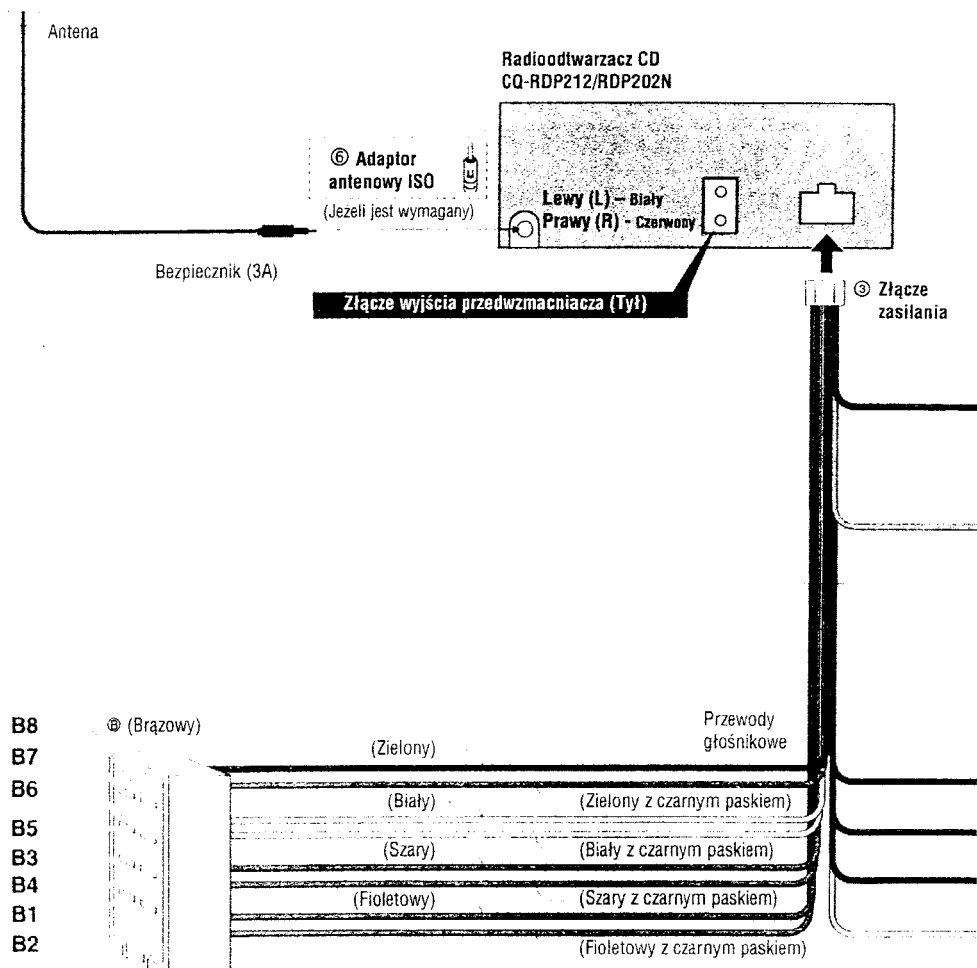 Antena
Radioodtwarzacz CD
CQ-RDP212/RDP202N
⑥ Adaptor
antenowy ISO
(Jeżeli jest wymagany)
Lewy (L) – Biały
Prawy (R) - Czerwony
Bezpiecznik (3A)
Złącze wyjścia przedwzmacniacza (Tył)
③ Złącze
zasilania
B8
Ⓑ (Brązowy)
Przewody
głośnikowe
B7
(Zielony)
B6
(Biały)
(Zielony z czarnym paskiem)
B5
(Szary)
(Biały z czarnym paskiem)
B3
B4
(Fioletowy)
(Szary z czarnym paskiem)
B1
B2
(Fioletowy z czarnym paskiem)